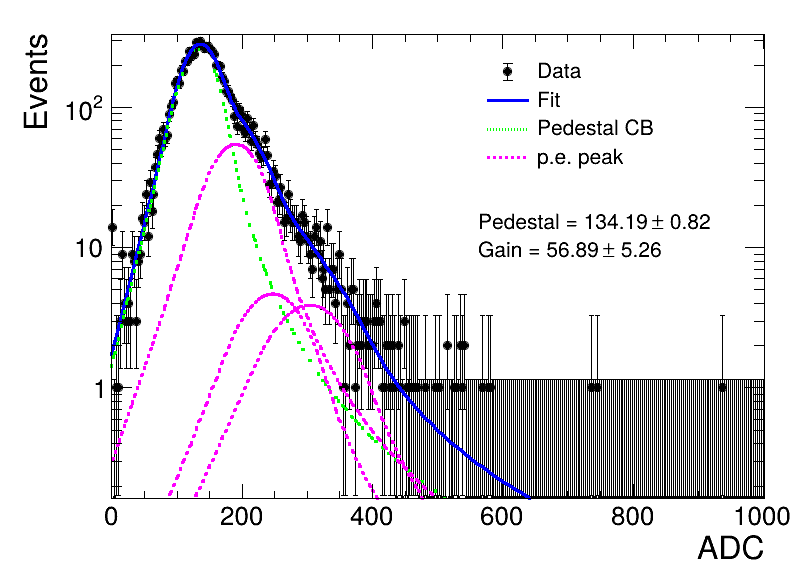 Events
10²
10
1
0 200 400 600 800 1000
ADC
Data
Fit
Pedestal CB
p.e. peak
Pedestal = 134.19 ± 0.82
Gain = 56.89 ± 5.26